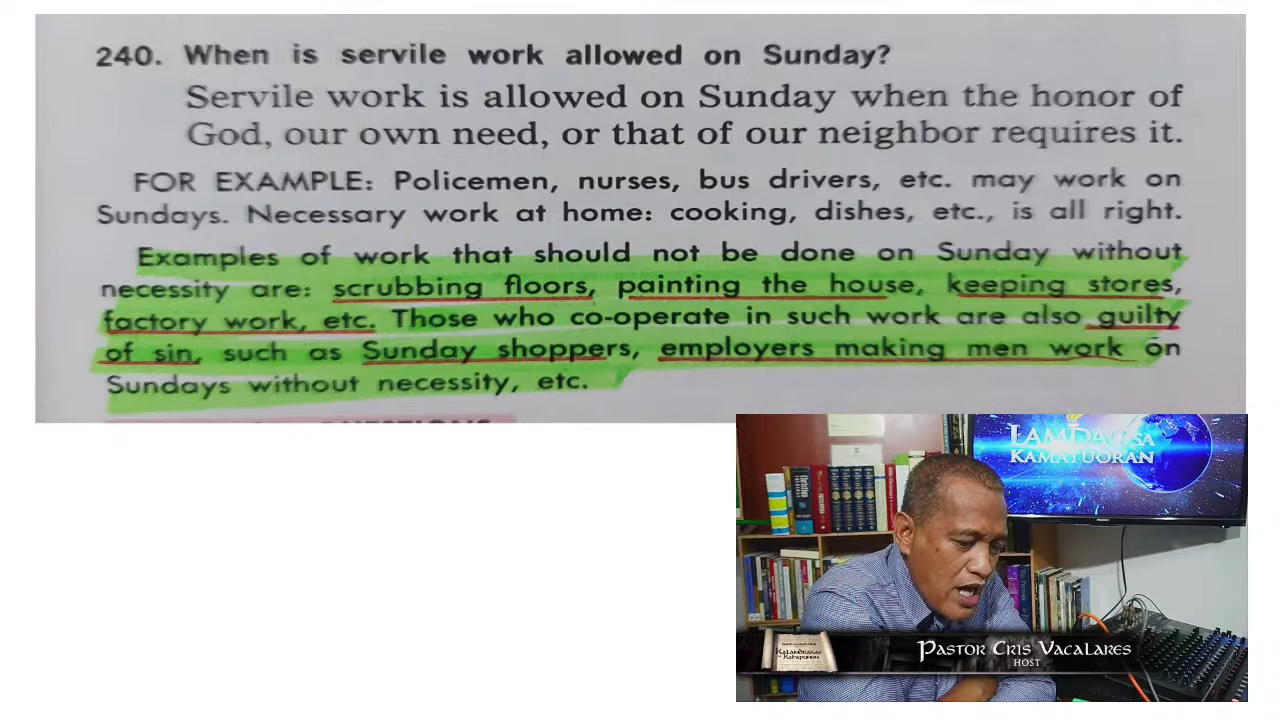 240. When is servile work allowed on Sunday?
Servile work is allowed on Sunday when the honor of
God, our own need, or that of our neighbor requires it.
FOR EXAMPLE: Policemen, nurses, bus drivers, etc. may work on
Sundays. Necessary work at home: cooking, dishes, etc., is all right.
Examples of work that should not be done on Sunday without
necessity are: scrubbing floors, painting the house, keeping stores,
factory work, etc. Those who co-operate in such work are also guilty
of sin, such as Sunday shoppers, employers making men work on
Sundays without necessity, etc.
LAMDAG SA
KAMATUORAN
PASTOR CRIS VACALARES
HOST